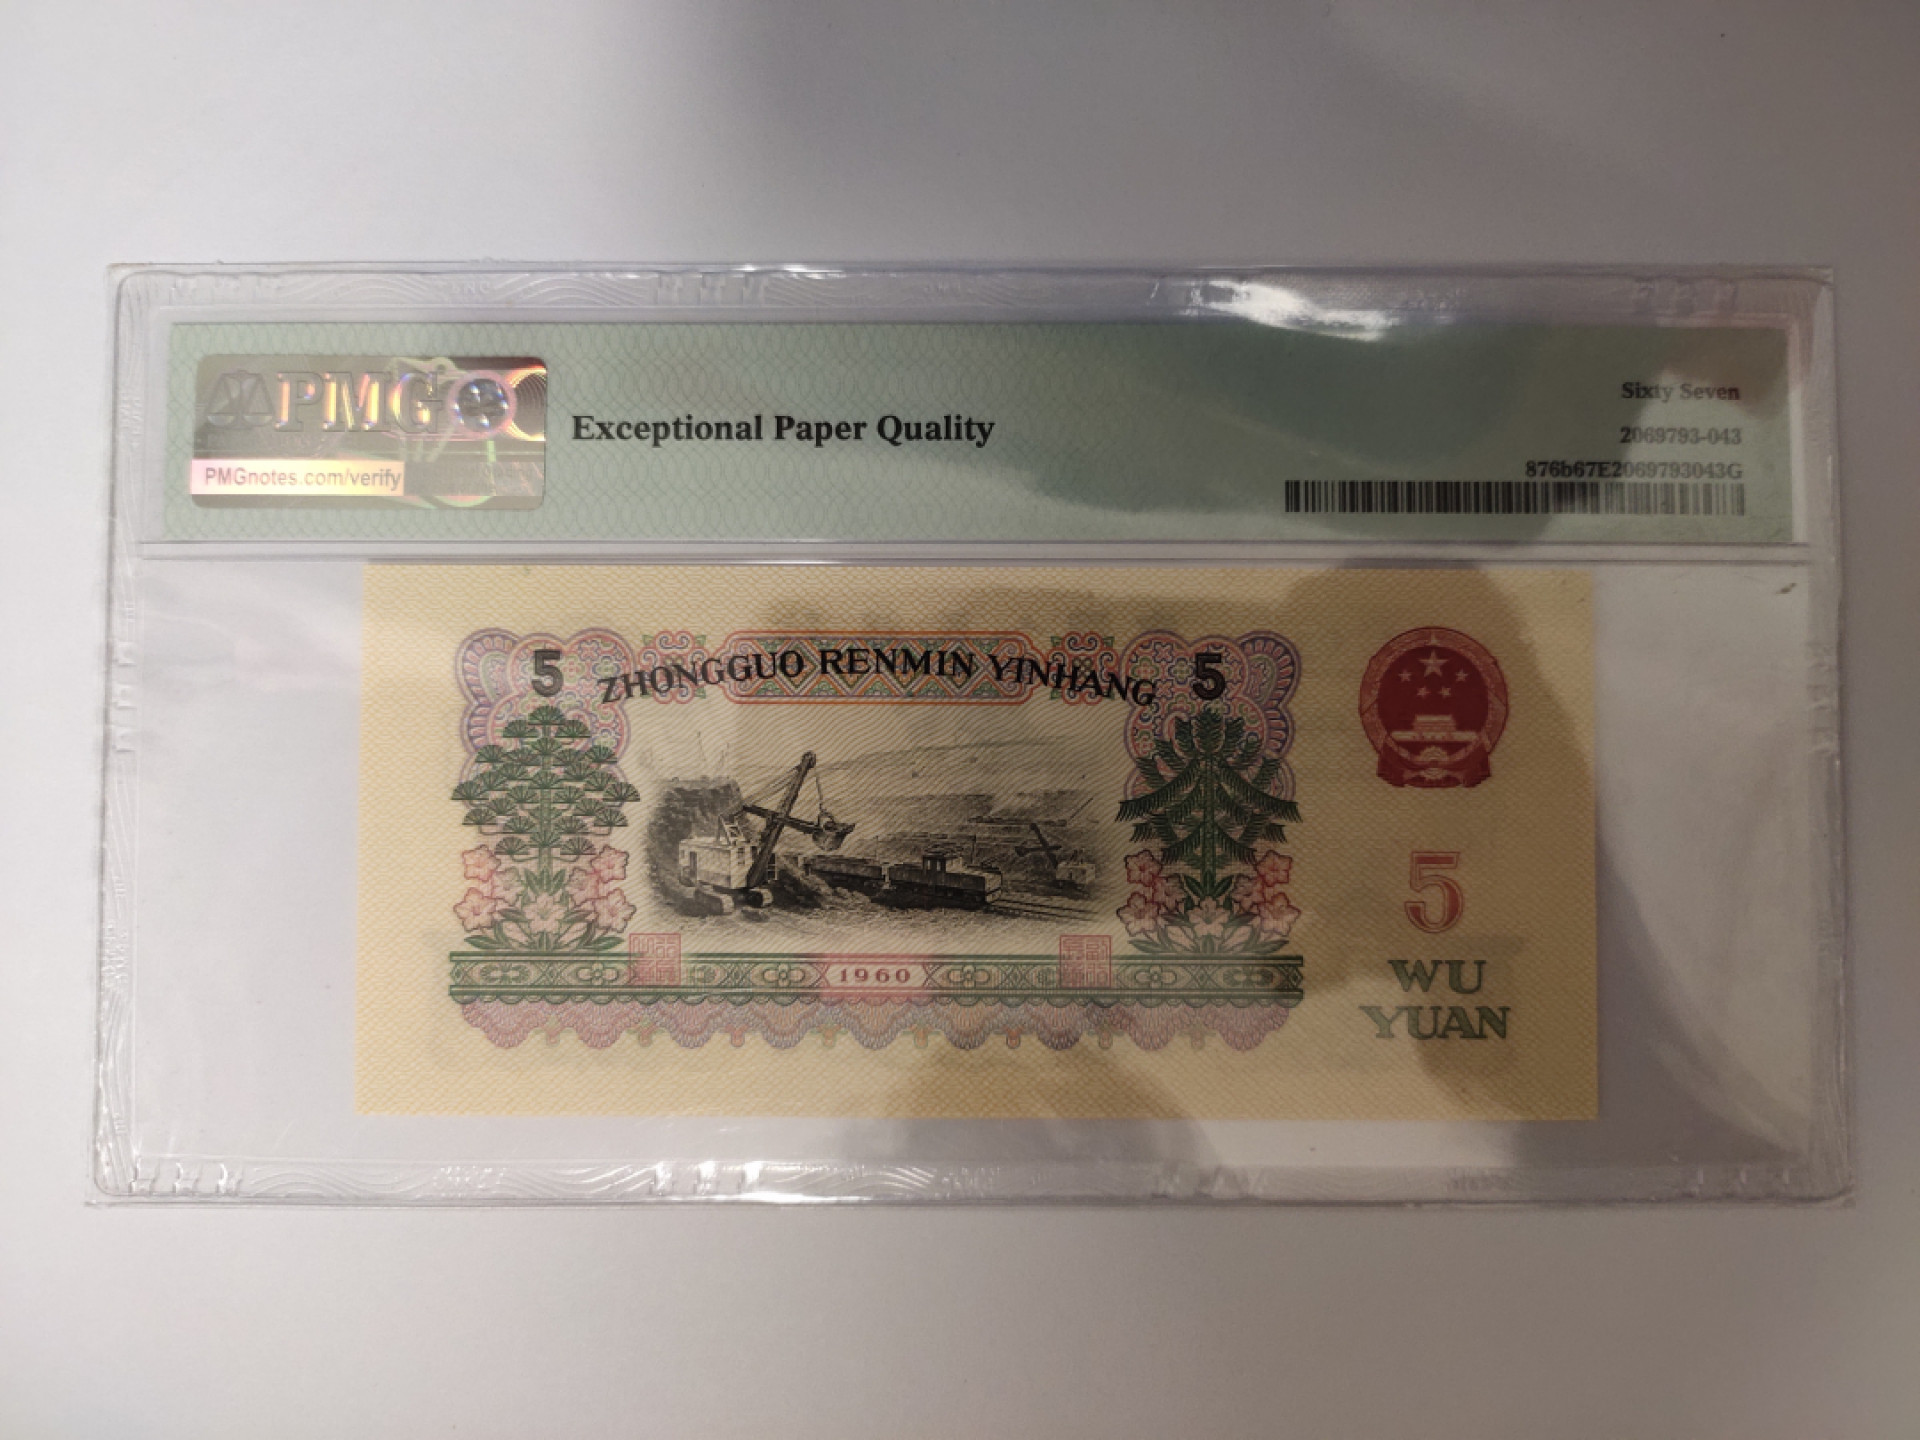 PMG
PMGnotes.com/verify
Exceptional Paper Quality
Sixty Seven
2069793-043
876b67E2069793043G
5 ZHONGGUO RENMIN YINHANG 5
1960
5
WU
YUAN